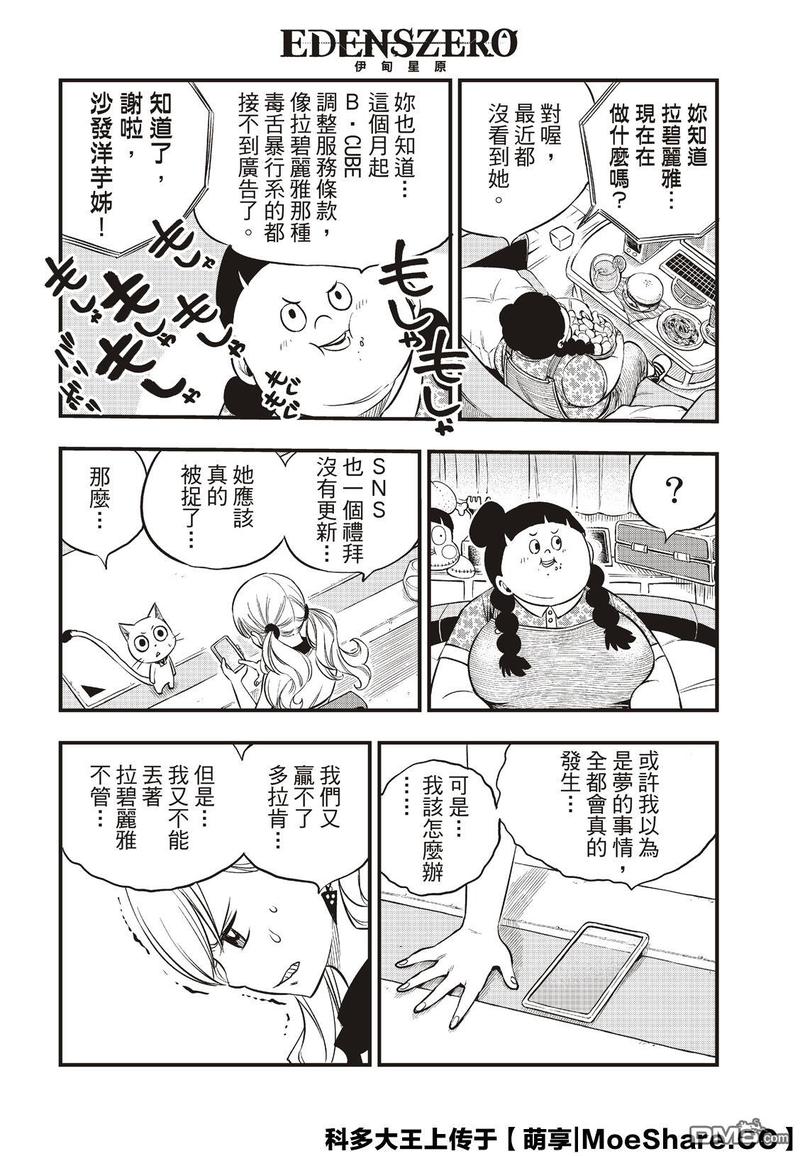 EDENSZERO
伊甸星原
妳知道
拉碧麗雅…
現在在
做什麼嗎？
對喔，
最近都
沒看到她。
妳也知道…
這個月起
B・CUBE
調整服務條款，
像拉碧麗雅那種
毒舌暴行系的都
接不到廣告了。
知道了，
謝啦，
沙發洋芋姊！
もしゃ
もしゃ
もじ
もじ
もしゃ
もしゃ
もしゃ
？
SNS
也一個禮拜
沒有更新…
她應該
真的
被捉了…
那麼…
或許我以為
是夢的事情，
全都會真的
發生…
可是…
我該怎麼辦
……
我們又
贏不了
多拉肯…
但是…
我又不能
丟著
拉碧麗雅
不管…
科多大王上传于【萌享|MoeShare.CC】